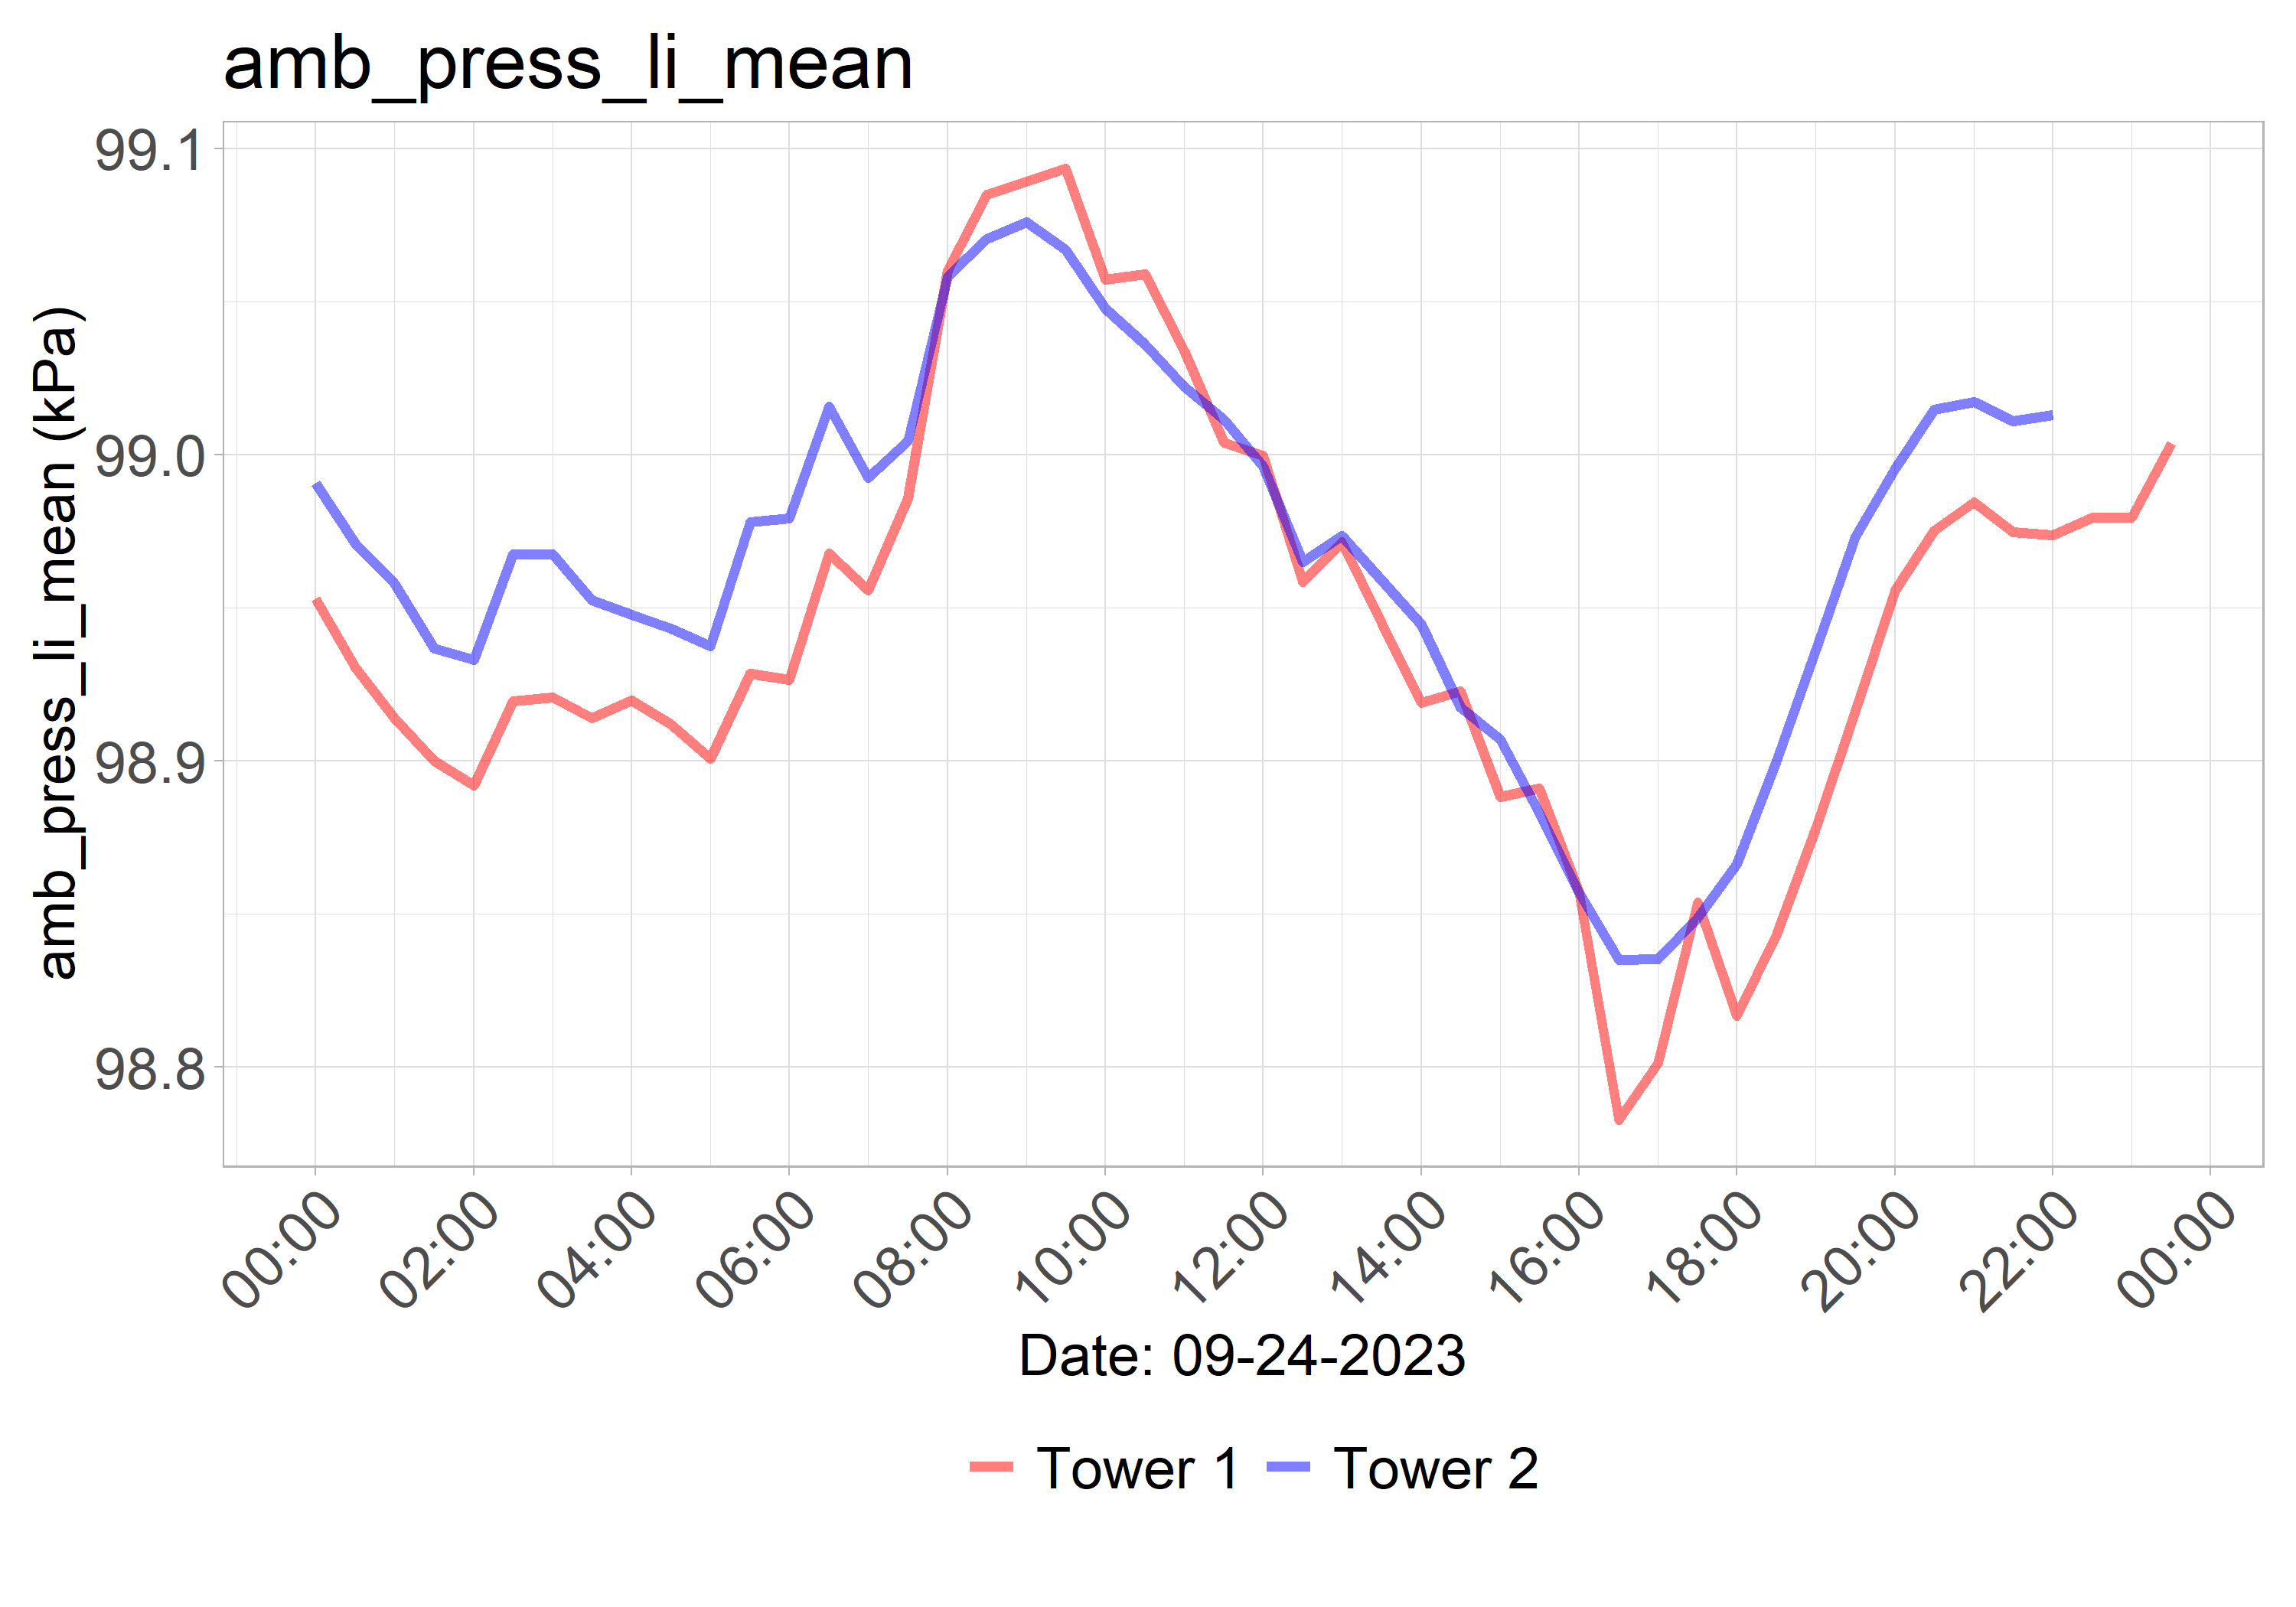 amb_press_li_mean
amb_press_li_mean (kPa)
99.1
99.0
98.9
98.8
00:00 02:00 04:00 06:00 08:00 10:00 12:00 14:00 16:00 18:00 20:00 22:00 00:00
Date: 09-24-2023
Tower 1 Tower 2